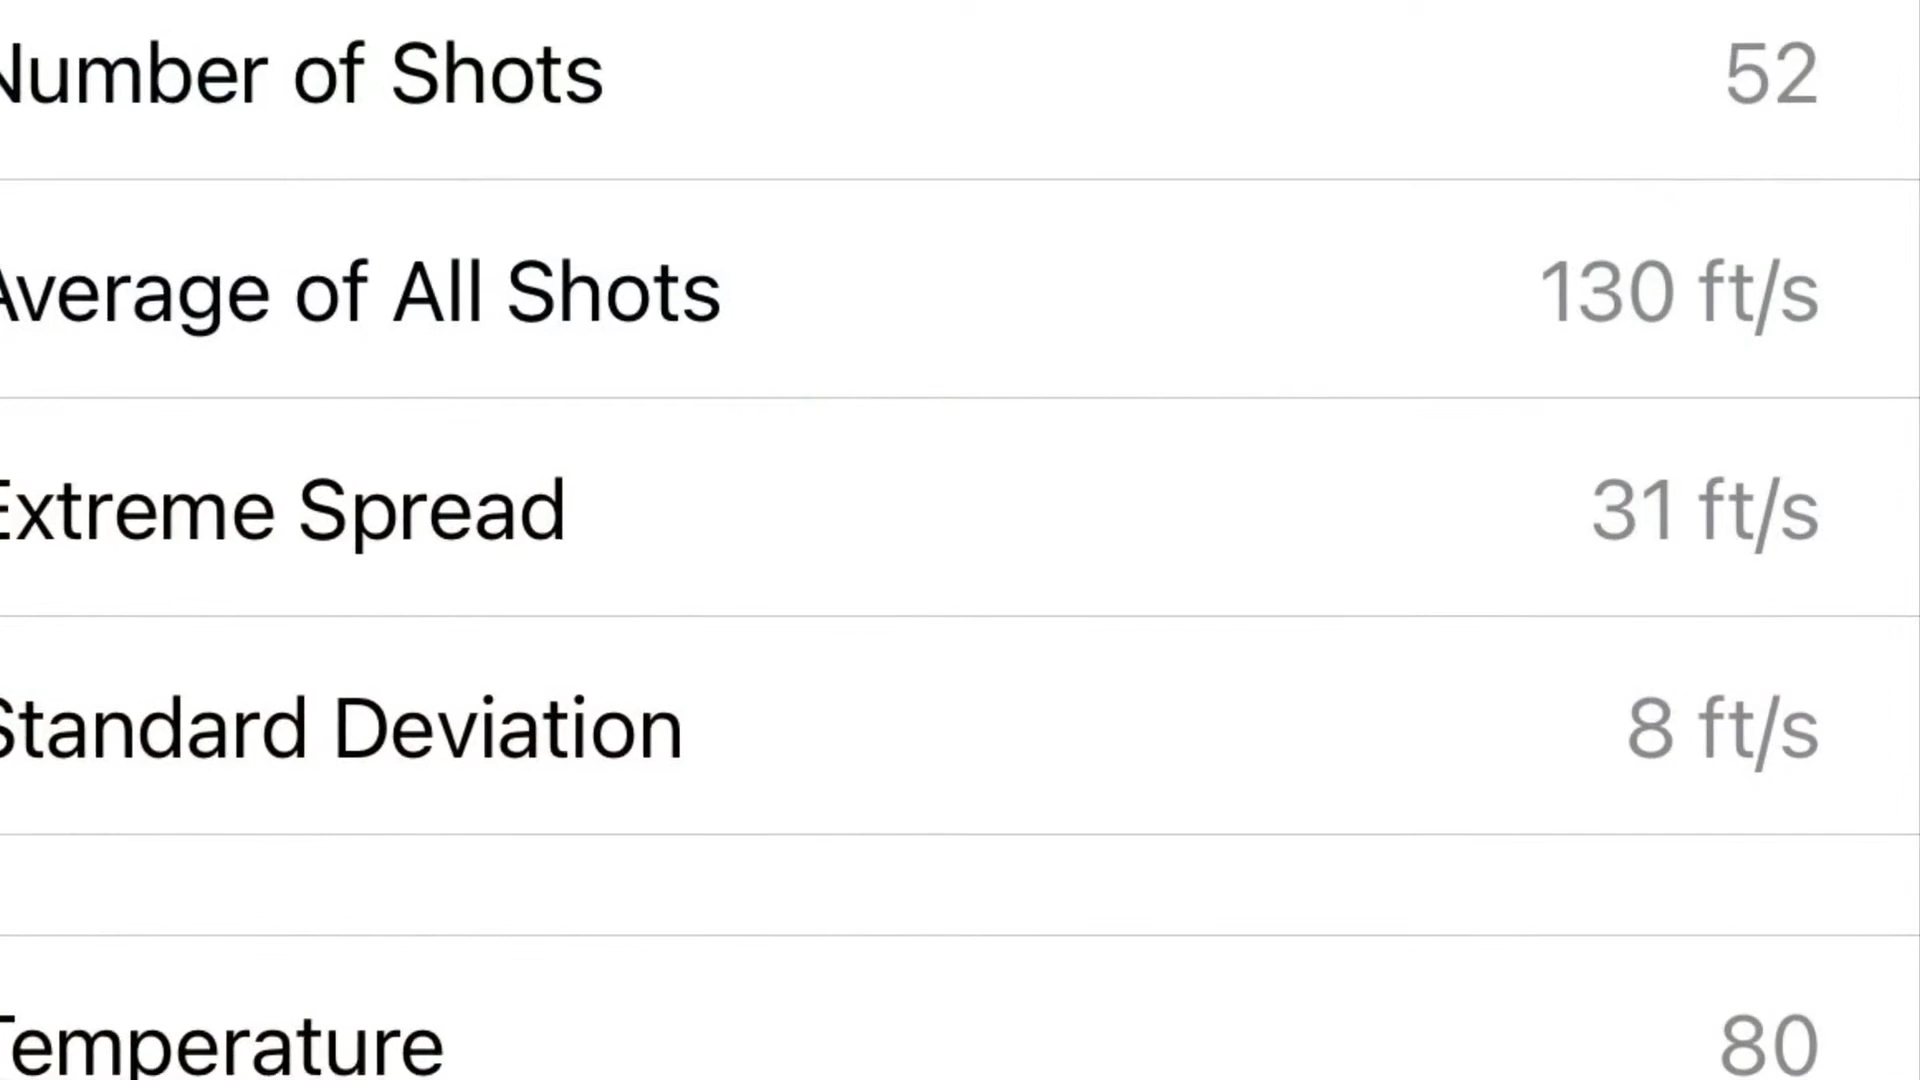 Number of Shots 52
Average of All Shots 130 ft/s
Extreme Spread 31 ft/s
Standard Deviation 8 ft/s
Temperature 80